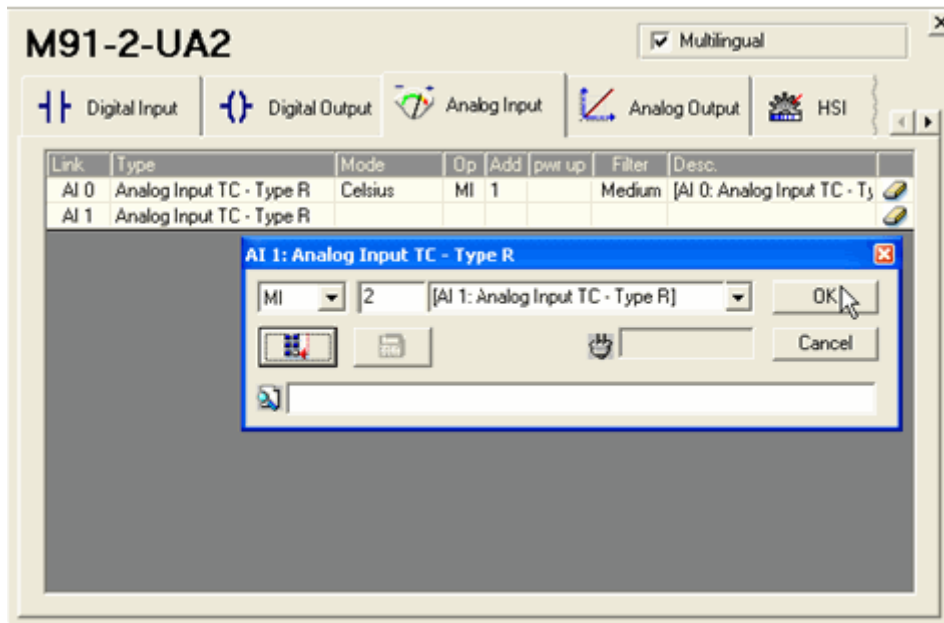 M91-2-UA2
Multilingual
Digital Input Digital Output Analog Input Analog Output HSI
Link Type Mode Op Add pwr up Filter Desc.
AI 0 Analog Input TC - Type R Celsius MI 1 Medium [AI 0: Analog Input TC - Ty
AI 1 Analog Input TC - Type R
AI 1: Analog Input TC - Type R
MI 2 [AI 1: Analog Input TC - Type R] OK
Cancel